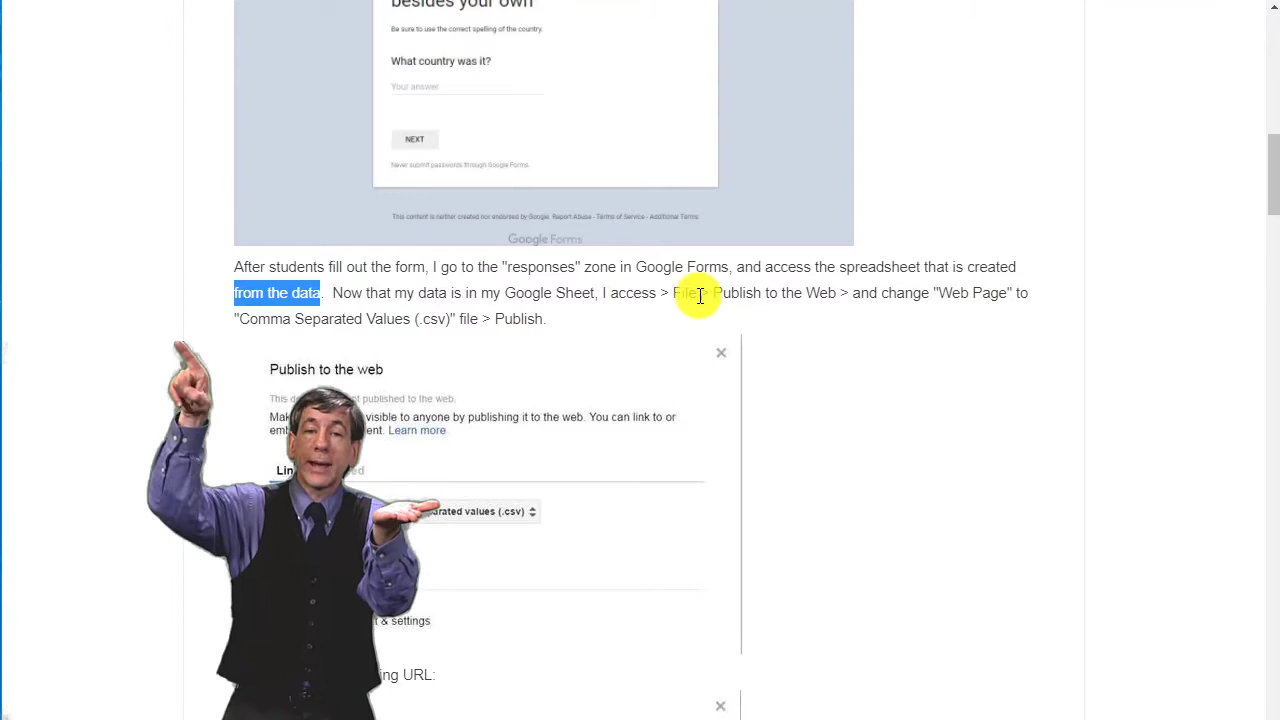 besides your own
Be sure to use the correct spelling of the country.
What country was it?
Your answer
NEXT
Never submit passwords through Google Forms.
This content is neither created nor endorsed by Google. Report Abuse - Terms of Service - Additional Terms
Google Forms
After students fill out the form, I go to the "responses" zone in Google Forms, and access the spreadsheet that is created
from the data. Now that my data is in my Google Sheet, I access > File > Publish to the Web > and change "Web Page" to
"Comma Separated Values (.csv)" file > Publish.
Publish to the web
published to the web.
visible to anyone by publishing it to the web. You can link to or
Learn more
values (.csv)
& settings
URL: